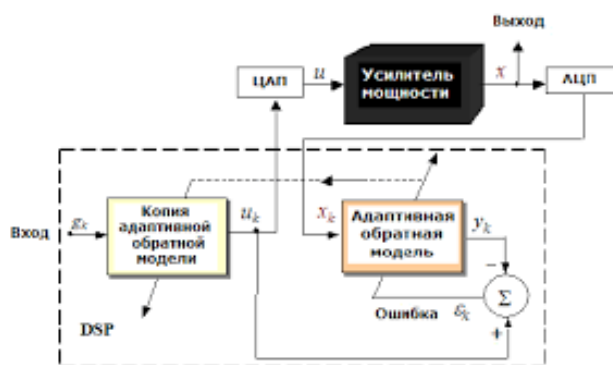 Выход
ЦАП
u
Усилитель
мощности
x
АЦП
Вход
g_k
Копия
адаптивной
обратной
модели
u_k
x_k
Адаптивная
обратная
модель
y_k
−
Σ
+
Ошибка
ε_k
DSP